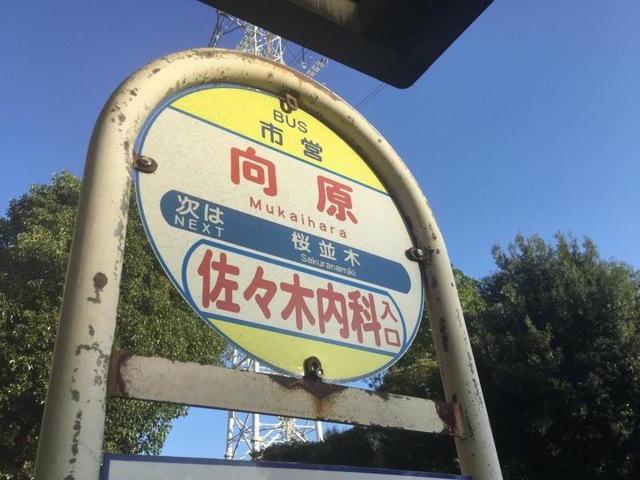 BUS
市営
向原
Mukaihara
次は 桜並木
NEXT Sakuranamiki
佐々木内科入口